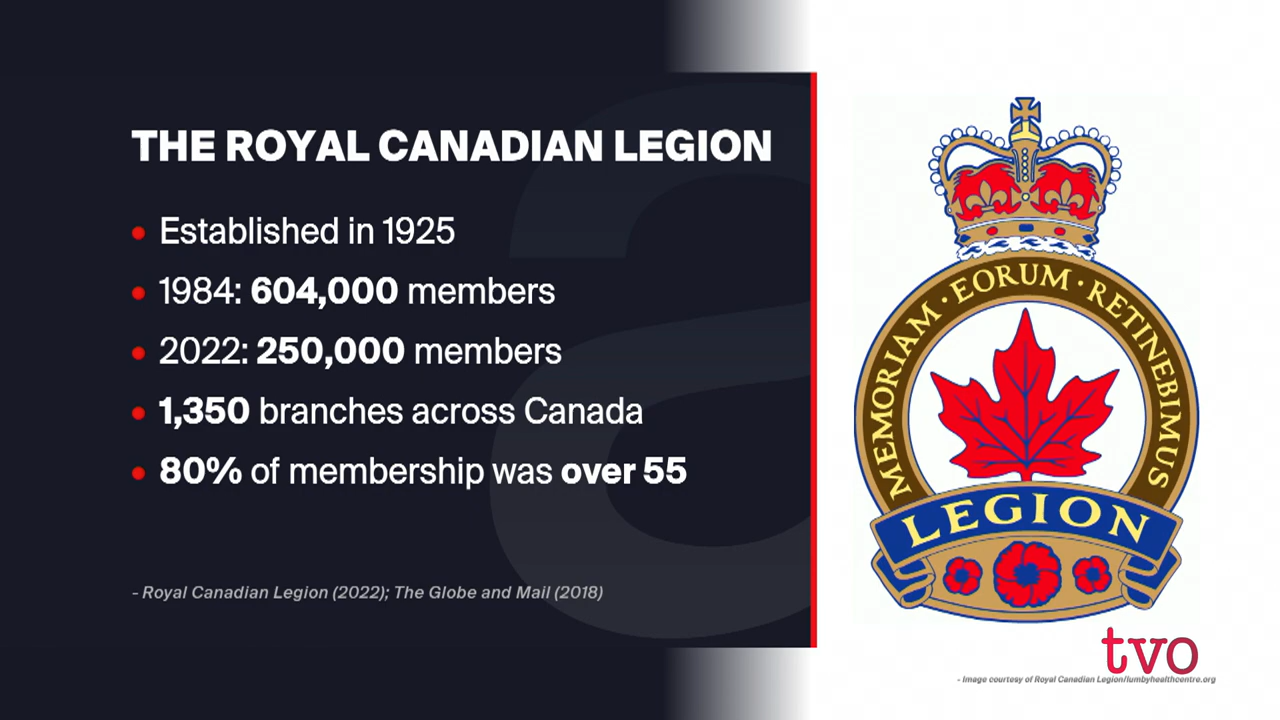 THE ROYAL CANADIAN LEGION
Established in 1925
1984: 604,000 members
2022: 250,000 members
1,350 branches across Canada
80% of membership was over 55
- Royal Canadian Legion (2022); The Globe and Mail (2018)
MEMORIAM · EORUM · RETINEBIMUS
LEGION
tvo
- Image courtesy of Royal Canadian Legion/lumbyhealthcentre.org